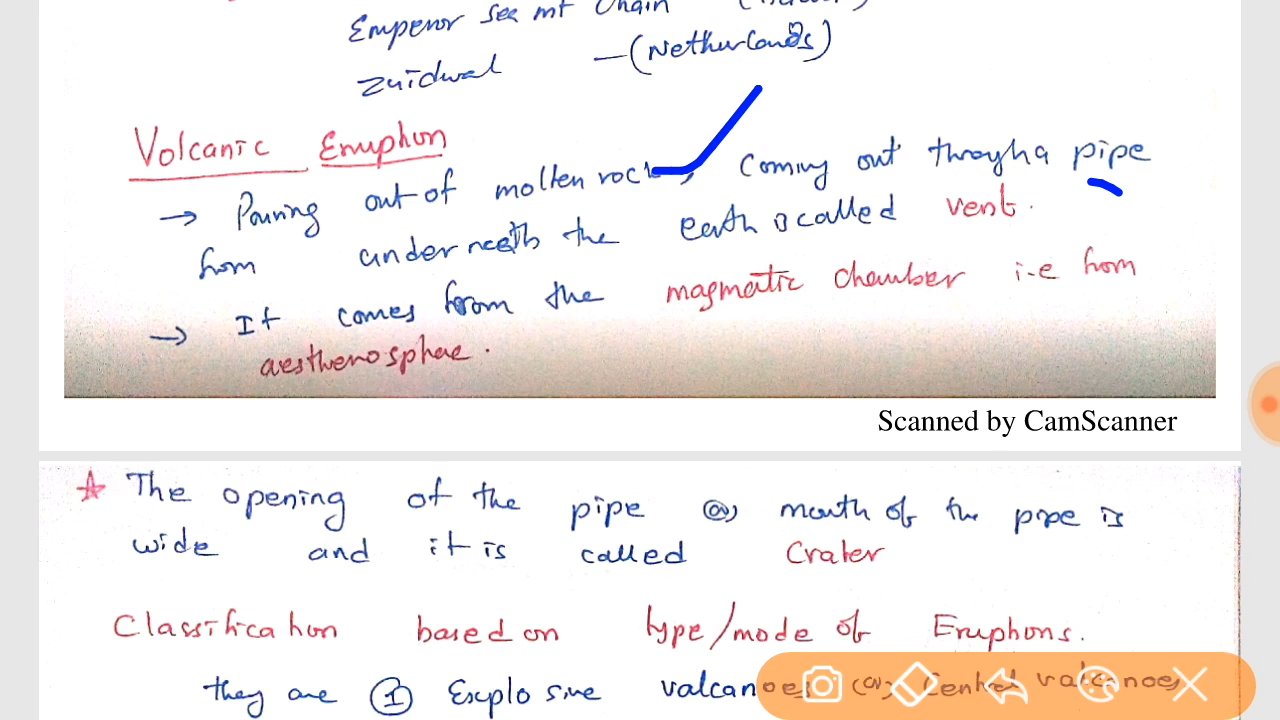 Emperor sea mt Chain
Zuidwal —(Netherlands)
Volcanic Eruption
→ Pouring out of molten rock, coming out through a pipe
from underneeth the earth is called vent.
→ It comes from the magmatic chamber i.e from
aesthenosphere.
Scanned by CamScanner
☆ The opening of the pipe (or) mouth of the pipe is
wide and it is called Crater
Classification based on type/mode of Eruptions.
they are ① Explosive valcanoes (or) Central valcanoes